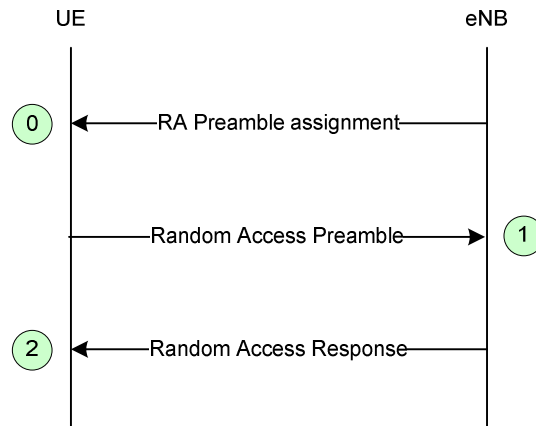 UE
eNB
0
RA Preamble assignment
Random Access Preamble
1
2
Random Access Response